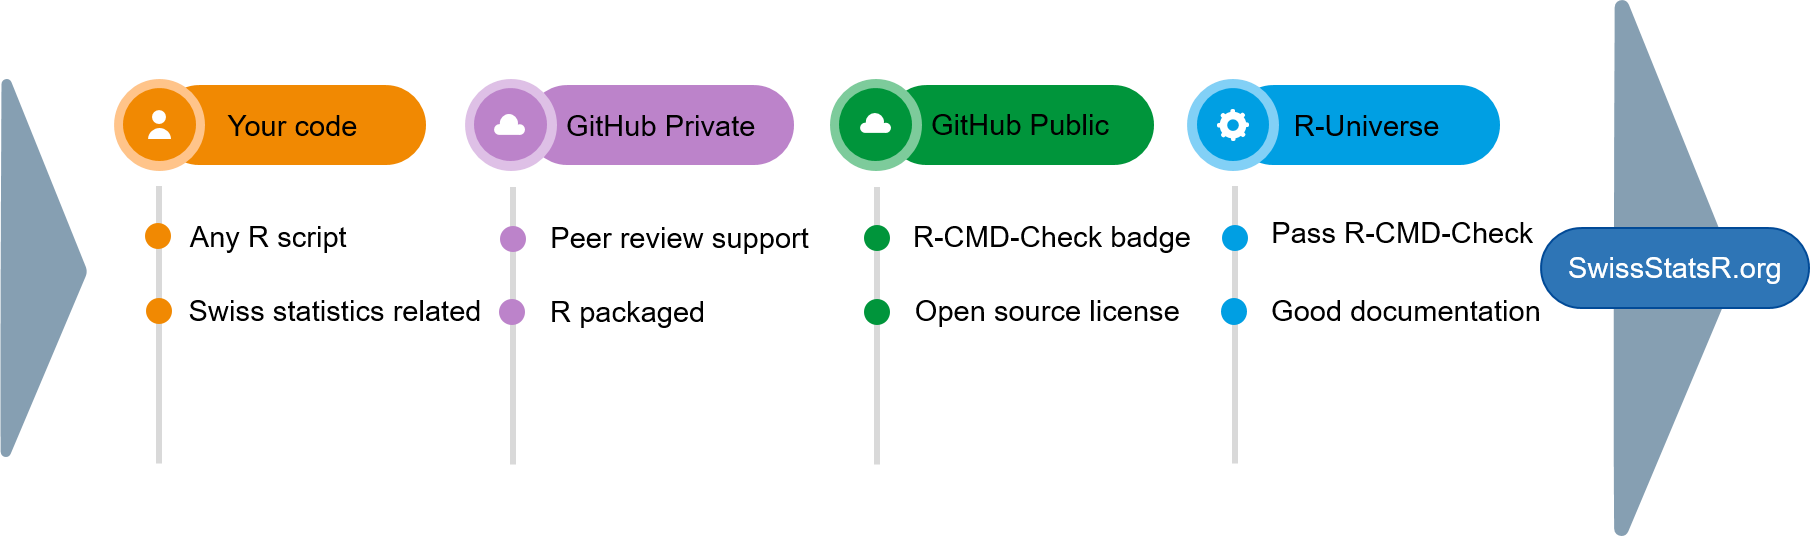 Your code
Any R script
Swiss statistics related
GitHub Private
Peer review support
R packaged
GitHub Public
R-CMD-Check badge
Open source license
R-Universe
Pass R-CMD-Check
Good documentation
SwissStatsR.org